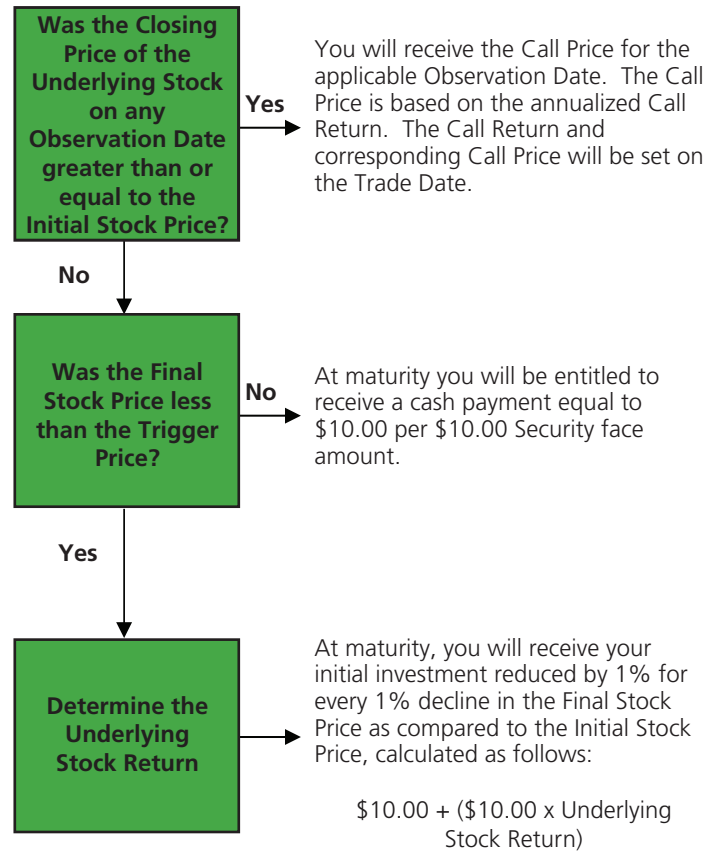 Was the Closing
Price of the
Underlying Stock
on any
Observation Date
greater than or
equal to the
Initial Stock Price?
Yes
You will receive the Call Price for the
applicable Observation Date.  The Call
Price is based on the annualized Call
Return.  The Call Return and
corresponding Call Price will be set on
the Trade Date.
No
Was the Final
Stock Price less
than the Trigger
Price?
No
At maturity you will be entitled to
receive a cash payment equal to
$10.00 per $10.00 Security face
amount.
Yes
Determine the
Underlying
Stock Return
At maturity, you will receive your
initial investment reduced by 1% for
every 1% decline in the Final Stock
Price as compared to the Initial Stock
Price, calculated as follows:
$10.00 + ($10.00 x Underlying
Stock Return)